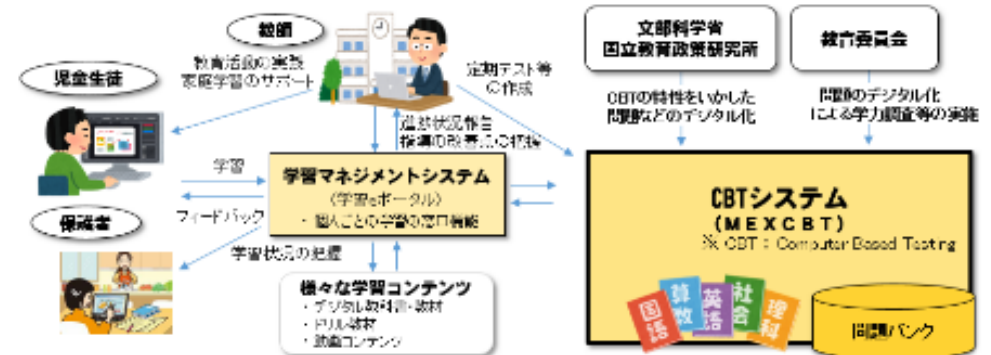 教師
教育活動の実践
家庭学習のサポート
児童生徒
定期テスト等
の作成
進捗状況報告
指導の改善点の把握
文部科学省
国立教育政策研究所
教育委員会
CBTの特性をいかした
問題などのデジタル化
問題のデジタル化
による学力調査等の実施
学習
フィードバック
学習マネジメントシステム
(学習eポータル)
・個人ごとの学習の窓口機能
保護者
学習状況の把握
様々な学習コンテンツ
・デジタル教科書・教材
・ドリル教材
・動画コンテンツ
CBTシステム
(MEXCBT)
※ CBT:Computer Based Testing
国語
算数
英語
社会
理科
問題バンク